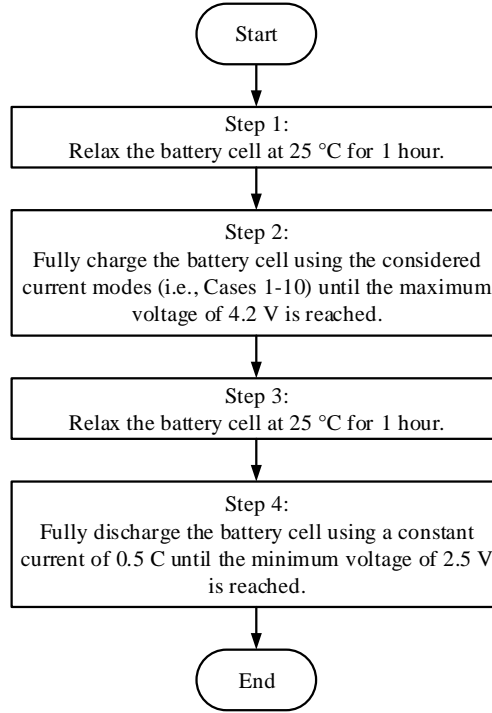 Start
Step 1:
Relax the battery cell at 25 °C for 1 hour.
Step 2:
Fully charge the battery cell using the considered
current modes (i.e., Cases 1-10) until the maximum
voltage of 4.2 V is reached.
Step 3:
Relax the battery cell at 25 °C for 1 hour.
Step 4:
Fully discharge the battery cell using a constant
current of 0.5 C until the minimum voltage of 2.5 V
is reached.
End